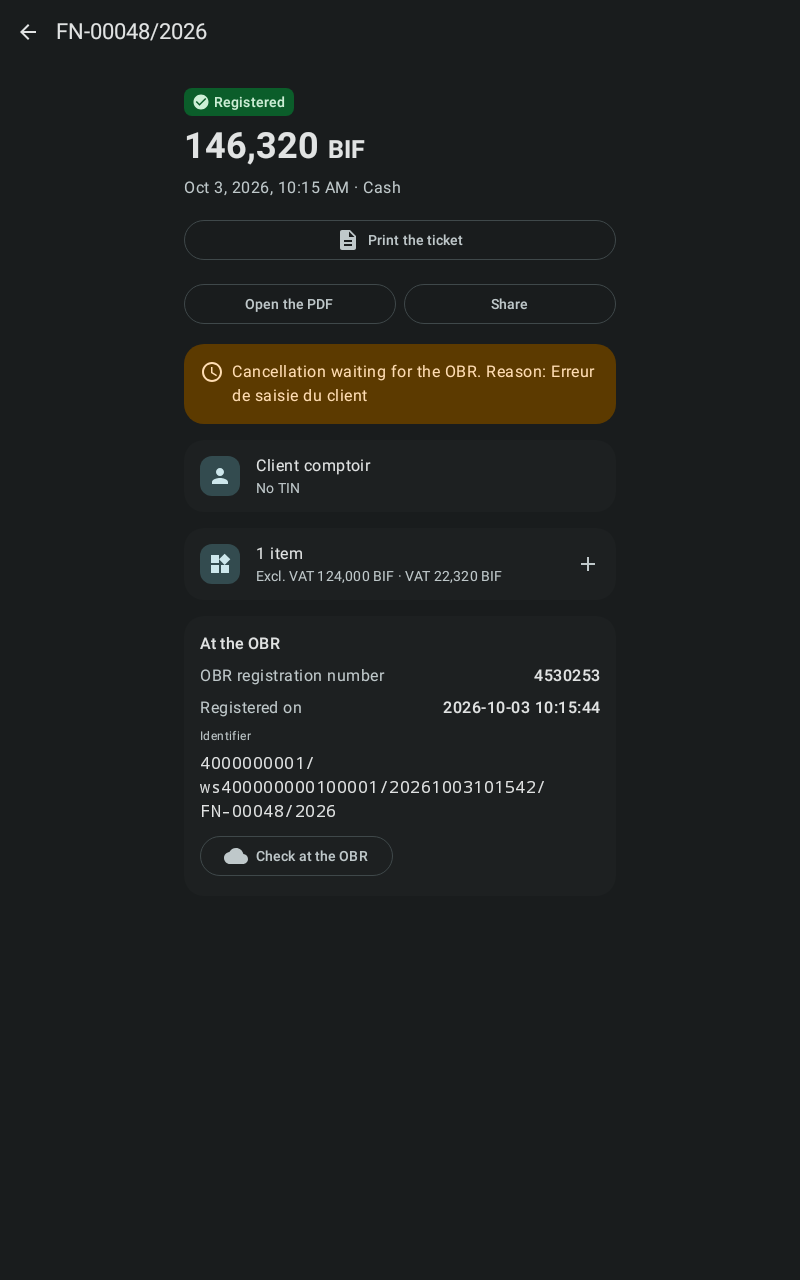 FN-00048/2026
Registered
146,320 BIF
Oct 3, 2026, 10:15 AM · Cash
Print the ticket
Open the PDF
Share
Cancellation waiting for the OBR. Reason: Erreur
de saisie du client
Client comptoir
No TIN
1 item
Excl. VAT 124,000 BIF · VAT 22,320 BIF
At the OBR
OBR registration number 4530253
Registered on 2026-10-03 10:15:44
Identifier
4000000001/
ws400000000100001/20261003101542/
FN-00048/2026
Check at the OBR